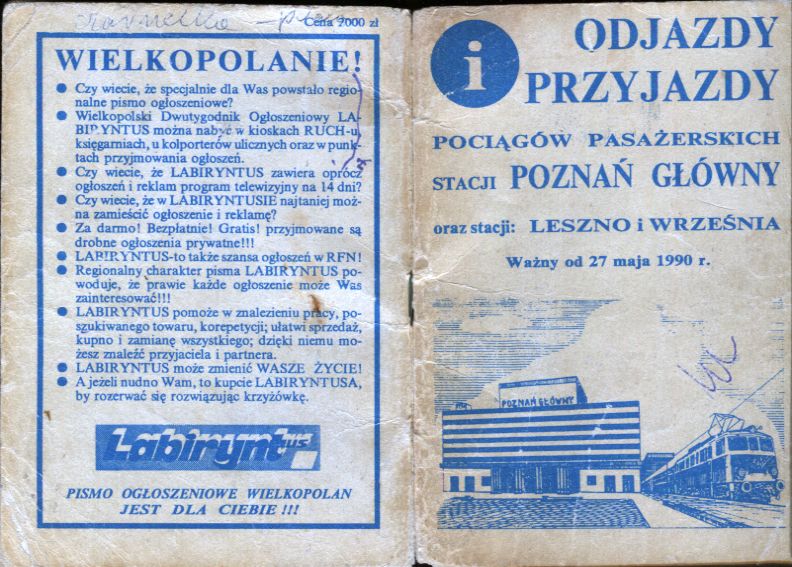 Cena 2000 zł
WIELKOPOLANIE!
● Czy wiecie, że specjalnie dla Was powstało regio-
nalne pismo ogłoszeniowe?
● Wielkopolski Dwutygodnik Ogłoszeniowy LA-
BIRYNTUS można nabyć w kioskach RUCH-u,
księgarniach, u kolporterów ulicznych oraz w punk-
tach przyjmowania ogłoszeń.
● Czy wiecie, że LABIRYNTUS zawiera oprócz
ogłoszeń i reklam program telewizyjny na 14 dni?
● Czy wiecie, że w LABIRYNTUSIE najtaniej moż-
na zamieścić ogłoszenie i reklamę?
● Za darmo! Bezpłatnie! Gratis! przyjmowane są
drobne ogłoszenia prywatne!!!
● LABIRYNTUS-to także szansa ogłoszeń w RFN!
● Regionalny charakter pisma LABIRYNTUS po-
woduje, że prawie każde ogłoszenie może Was
zainteresować!!!
● LABIRYNTUS pomoże w znalezieniu pracy, po-
szukiwanego towaru, korepetycji; ułatwi sprzedaż,
kupno i zamianę wszystkiego; dzięki niemu mo-
żesz znaleźć przyjaciela i partnera.
● LABIRYNTUS może zmienić WASZE ŻYCIE!
● A jeżeli nudno Wam, to kupcie LABIRYNTUSA,
by rozerwać się rozwiązując krzyżówkę.
Labiryntus
PISMO OGŁOSZENIOWE WIELKOPOLAN
JEST DLA CIEBIE !!!
i
ODJAZDY
PRZYJAZDY
POCIĄGÓW PASAŻERSKICH
STACJI POZNAŃ GŁÓWNY
oraz stacji: LESZNO i WRZEŚNIA
Ważny od 27 maja 1990 r.
POZNAŃ GŁÓWNY